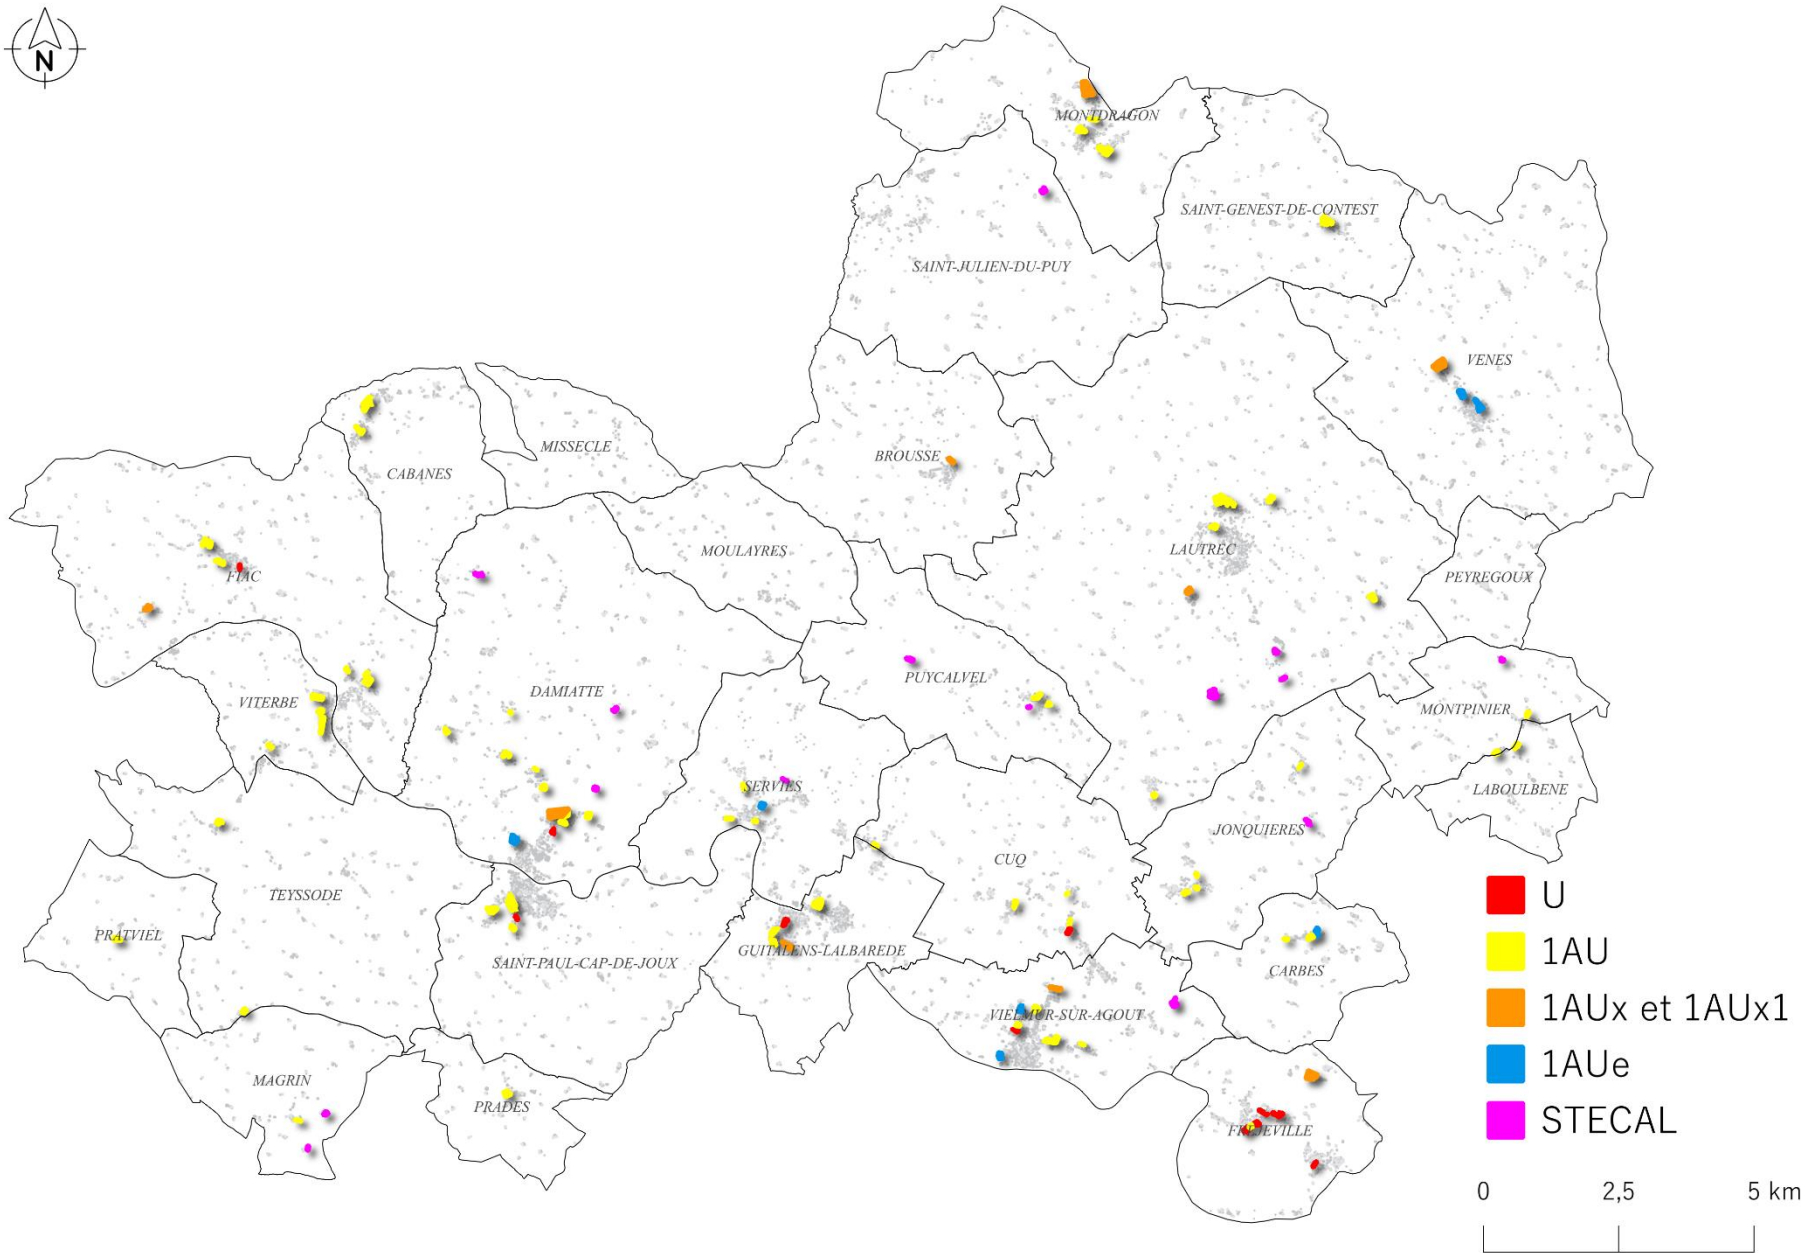 N
MONTDRAGON
SAINT-GENEST-DE-CONTEST
SAINT-JULIEN-DU-PUY
VENES
MISSECLE
BROUSSE
CABANES
LAUTREC
MOULAYRES
FIAC
PEYREGOUX
PUYCALVEL
DAMIATTE
VITERBE
MONTPINIER
SERVIES
LABOULBENE
JONQUIERES
CUQ
TEYSSODE
PRATVIEL
GUITALENS-LALBAREDE
SAINT-PAUL-CAP-DE-JOUX
CARBES
VIELMUR-SUR-AGOUT
MAGRIN
PRADES
FREJEVILLE
U
1AU
1AUx et 1AUx1
1AUe
STECAL
0 2,5 5 km